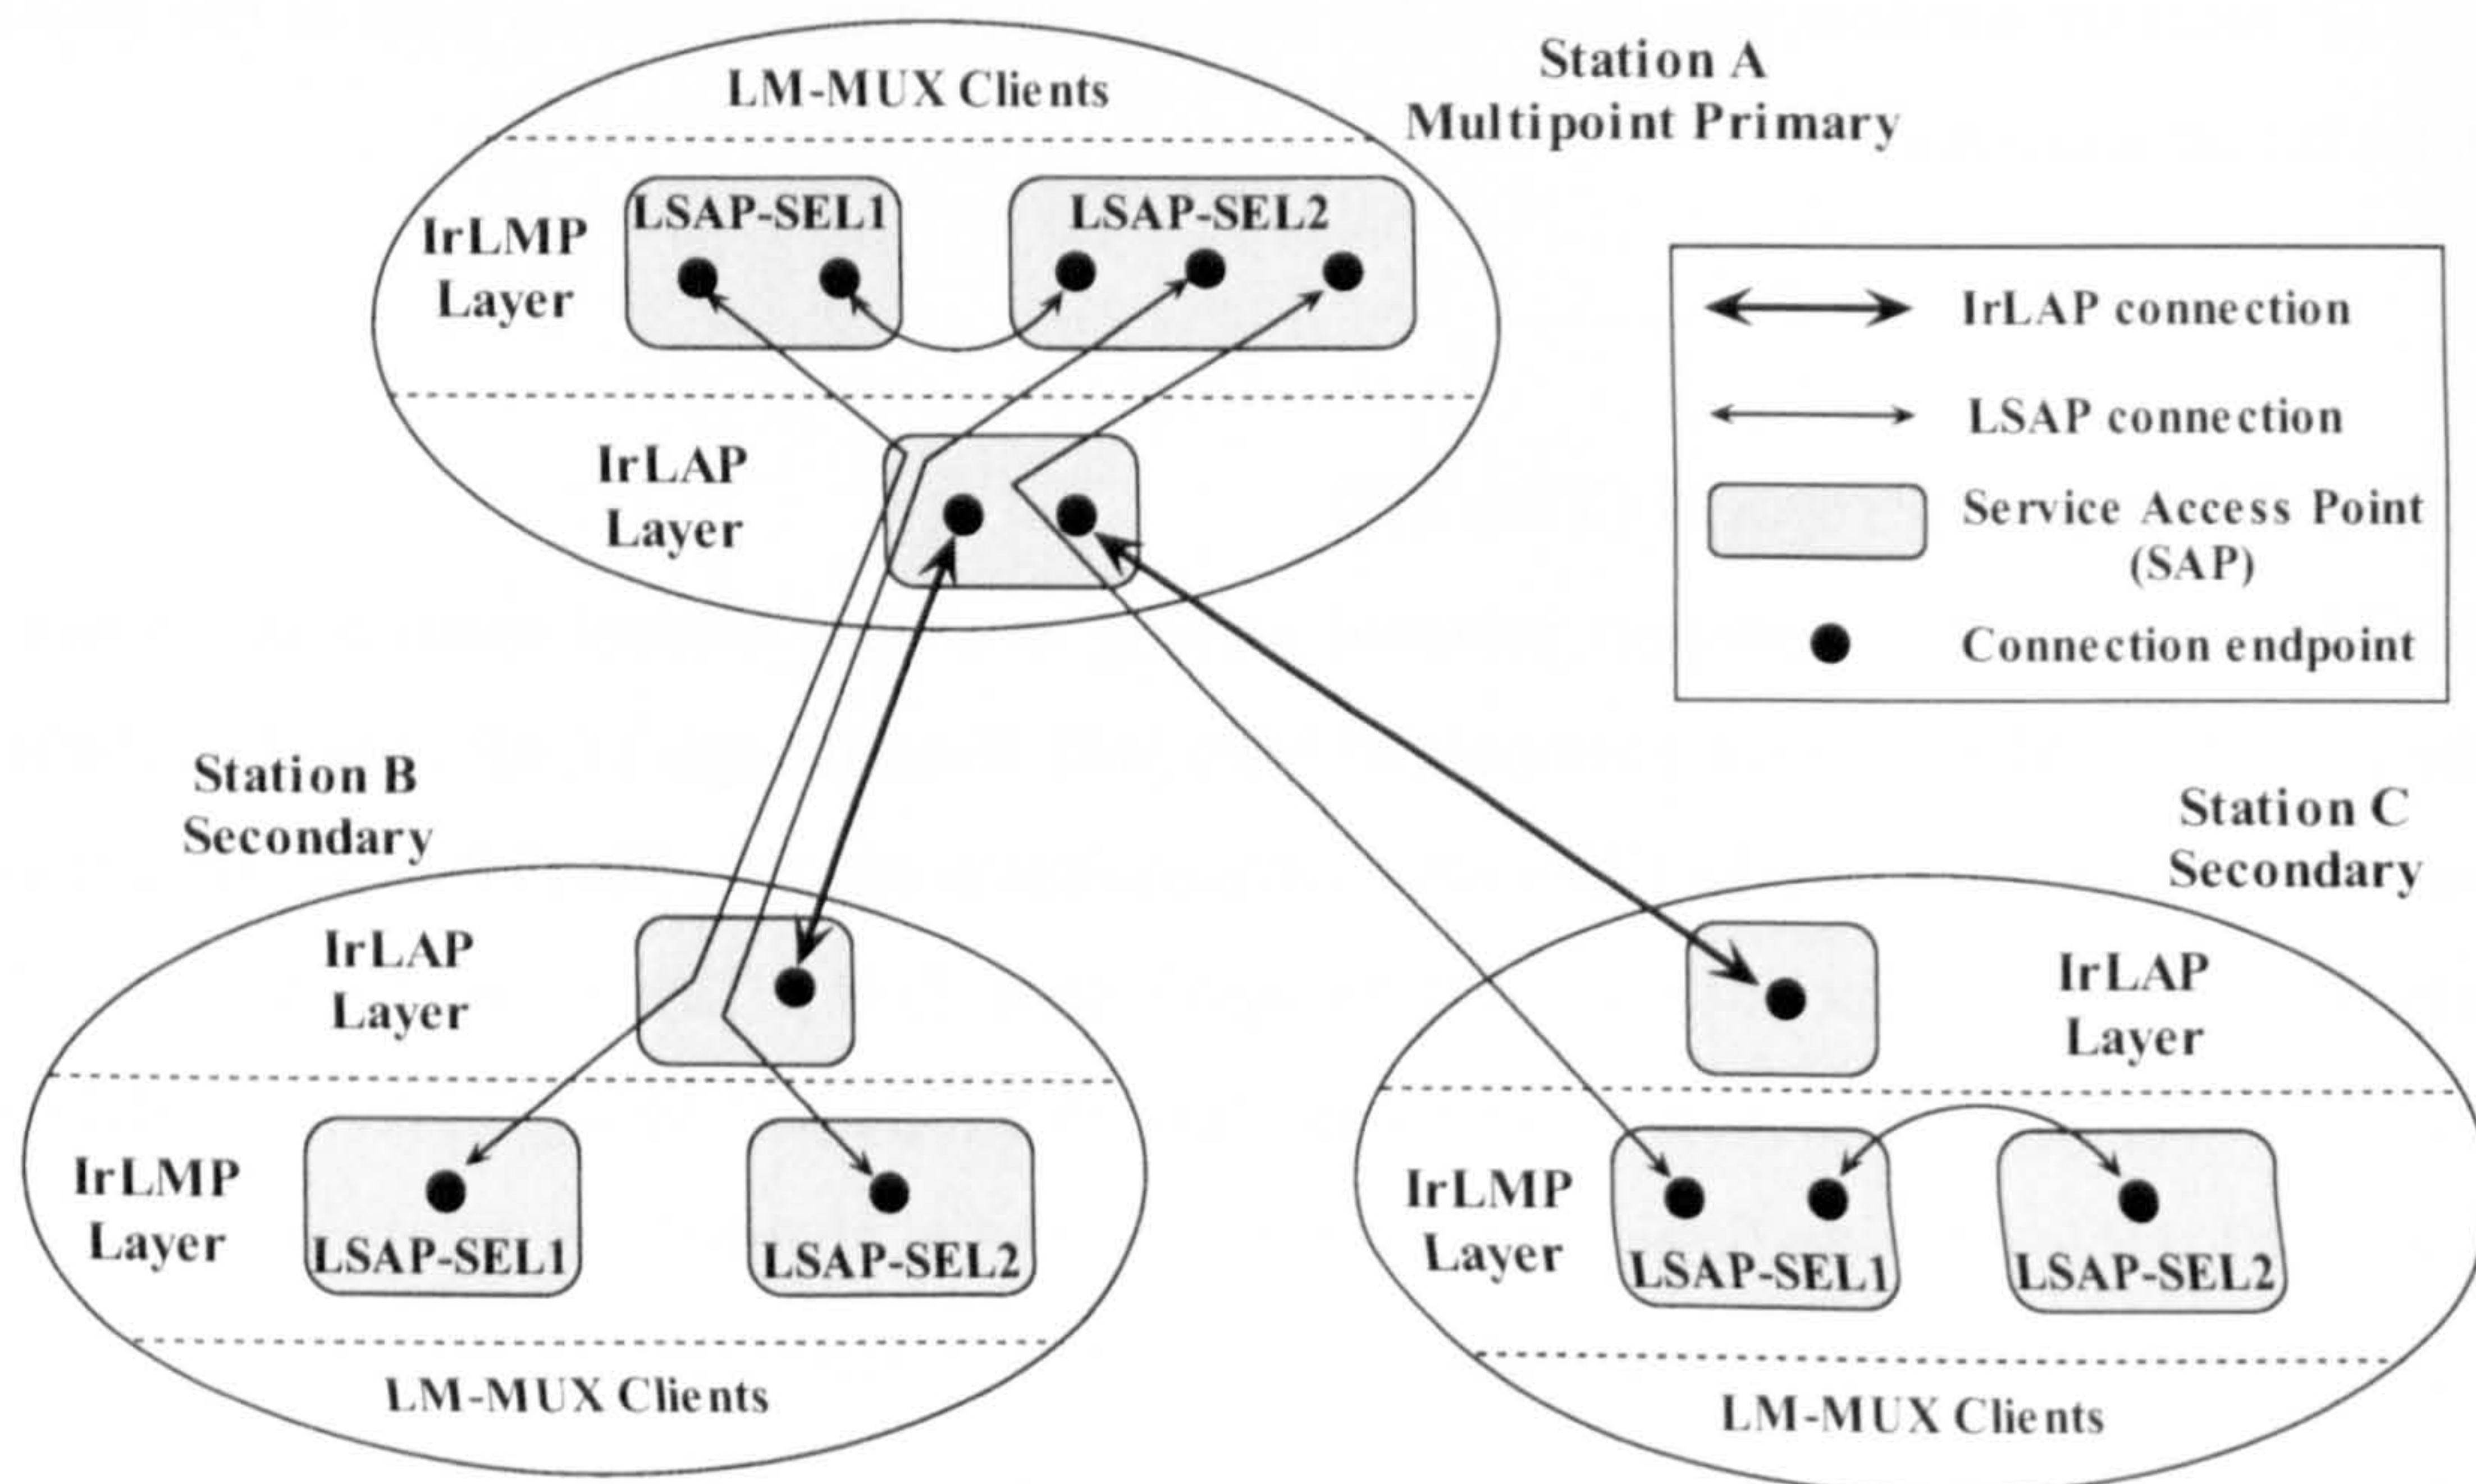 LM-MUX Clients
Station A
Multipoint Primary
LSAP-SEL1
LSAP-SEL2
IrLMP
Layer
IrLAP
Layer
IrLAP connection
LSAP connection
Service Access Point
(SAP)
Connection endpoint
Station B
Secondary
IrLAP
Layer
IrLMP
Layer
LSAP-SEL1
LSAP-SEL2
LM-MUX Clients
Station C
Secondary
IrLAP
Layer
IrLMP
Layer
LSAP-SEL1
LSAP-SEL2
LM-MUX Clients